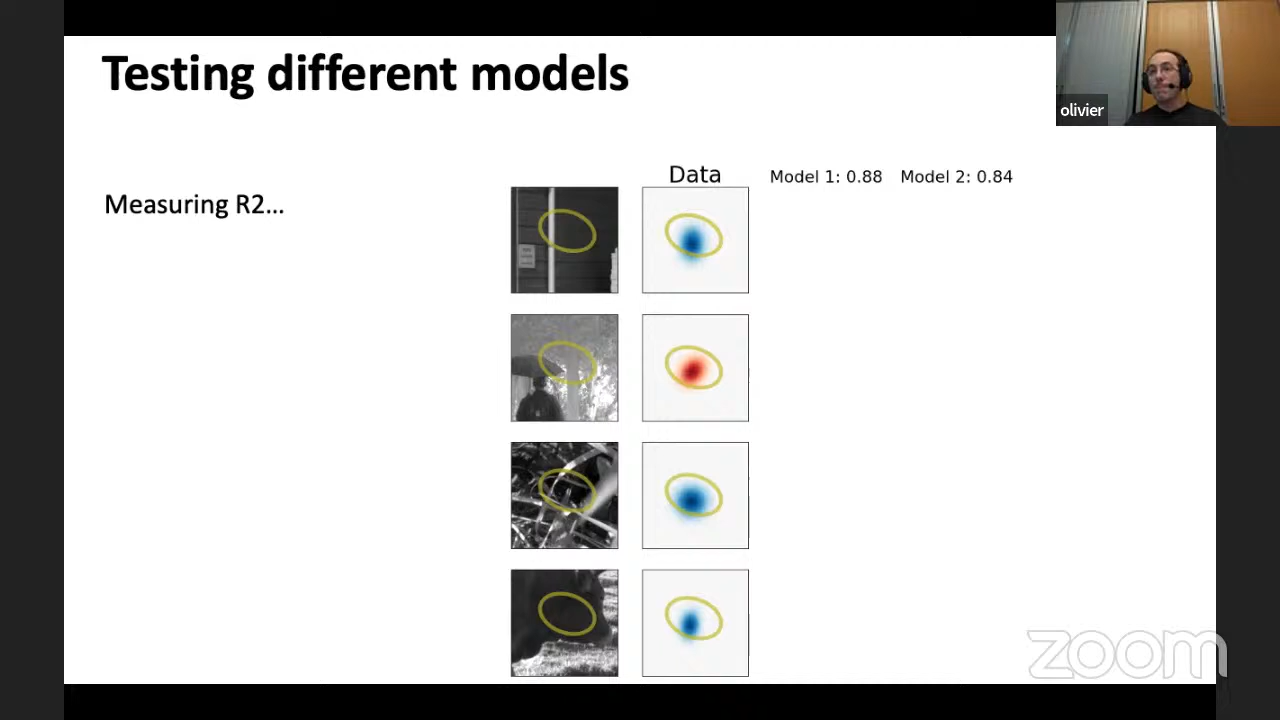 Testing different models
olivier
Measuring R2...
Data
Model 1: 0.88
Model 2: 0.84
zoom